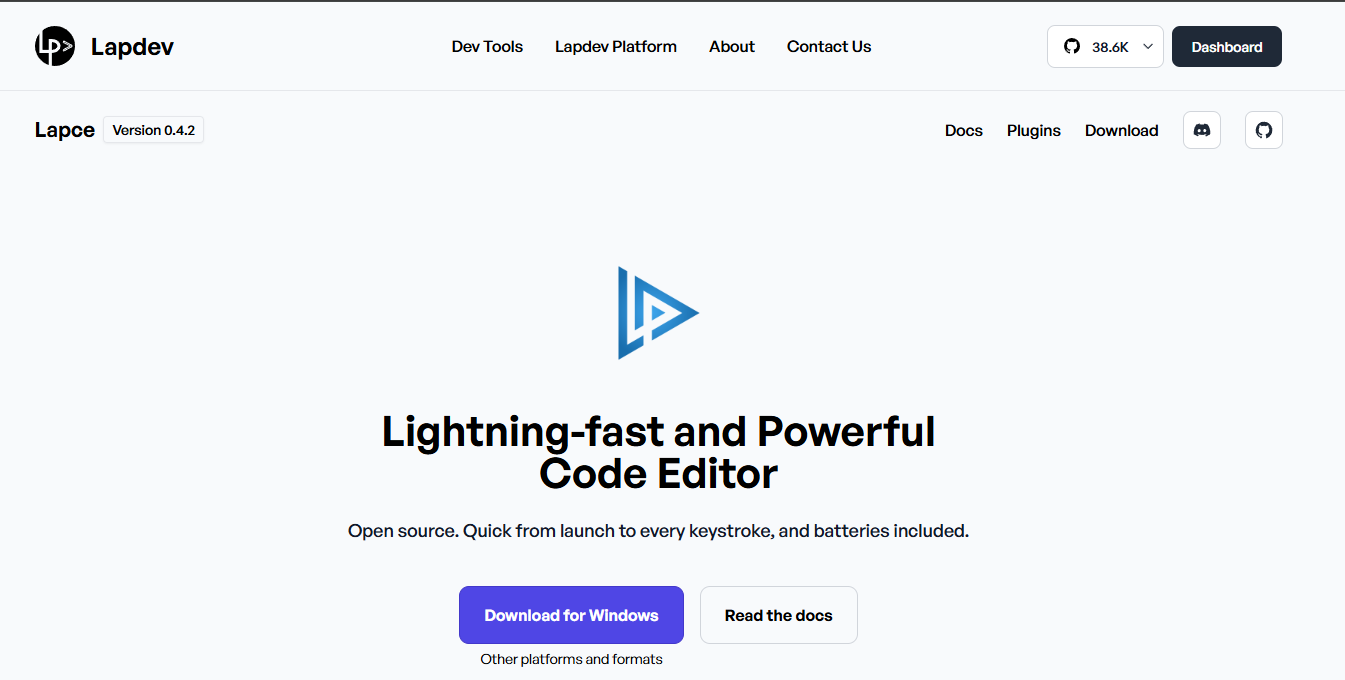 Lapdev
Dev Tools
Lapdev Platform
About
Contact Us
38.6K
Dashboard
Lapce
Version 0.4.2
Docs
Plugins
Download
Lightning-fast and Powerful
Code Editor
Open source. Quick from launch to every keystroke, and batteries included.
Download for Windows
Read the docs
Other platforms and formats